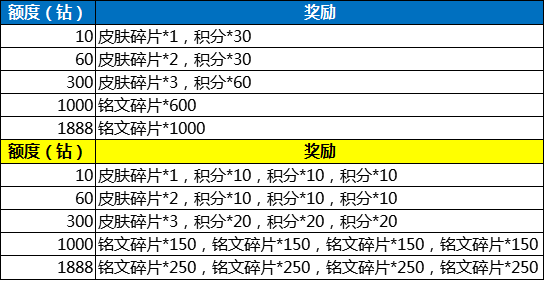 额度（钻） 奖励
10 皮肤碎片*1，积分*30
60 皮肤碎片*2，积分*30
300 皮肤碎片*3，积分*60
1000 铭文碎片*600
1888 铭文碎片*1000
额度（钻） 奖励
10 皮肤碎片*1，积分*10，积分*10，积分*10
60 皮肤碎片*2，积分*10，积分*10，积分*10
300 皮肤碎片*3，积分*20，积分*20，积分*20
1000 铭文碎片*150，铭文碎片*150，铭文碎片*150，铭文碎片*150
1888 铭文碎片*250，铭文碎片*250，铭文碎片*250，铭文碎片*250